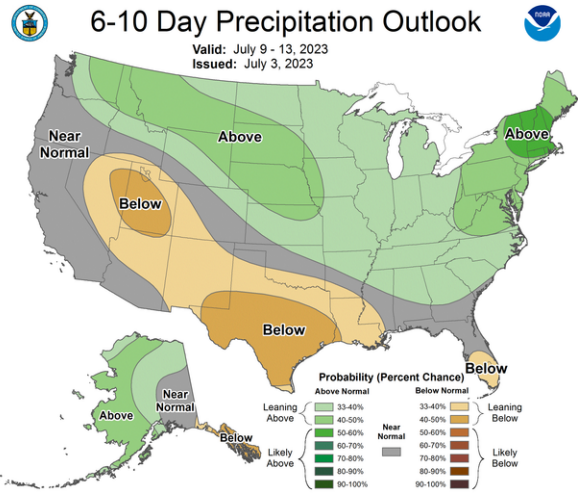 6-10 Day Precipitation Outlook
NOAA
Valid: July 9 - 13, 2023
Issued: July 3, 2023
Near
Normal
Above
Above
Below
Below
Below
Above
Near
Normal
Below
Probability (Percent Chance)
Above Normal
Below Normal
Leaning
Above
33-40%
40-50%
50-60%
60-70%
70-80%
80-90%
90-100%
Likely
Above
Near
Normal
33-40%
40-50%
50-60%
60-70%
70-80%
80-90%
90-100%
Leaning
Below
Likely
Below